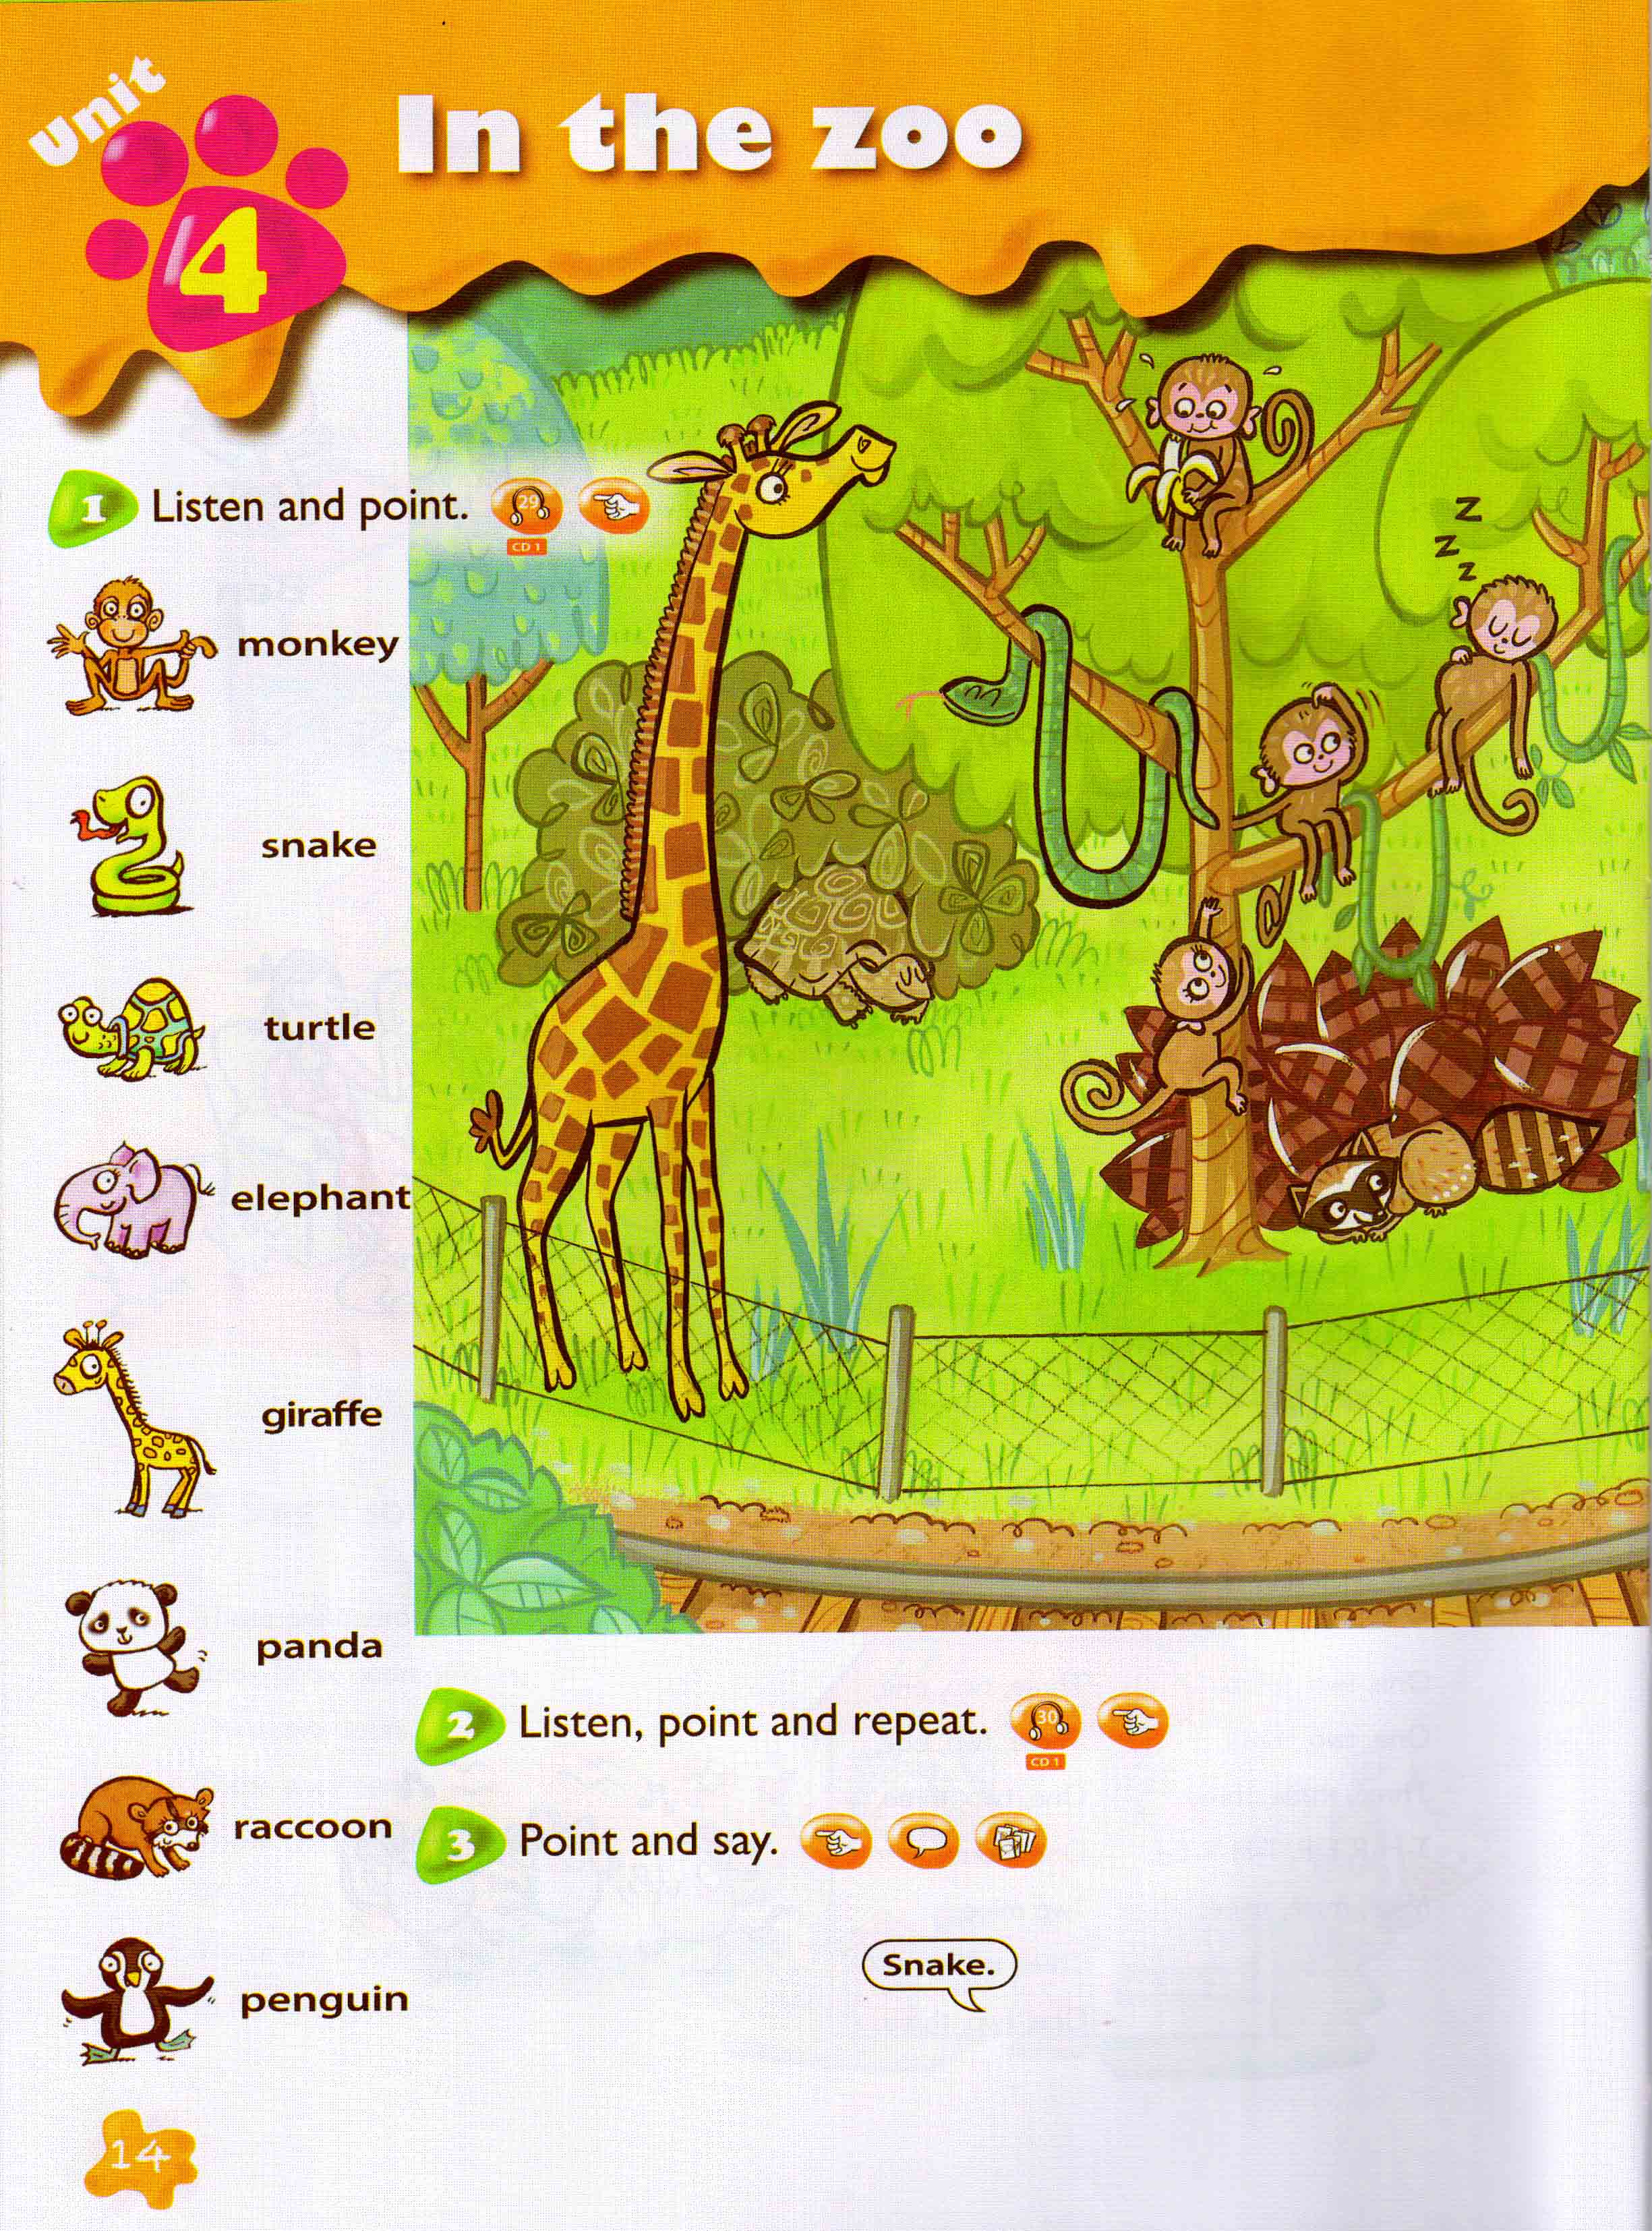 Unit
4
In the zoo
1 Listen and point.
29
CD 1
monkey
snake
turtle
elephant
giraffe
panda
raccoon
penguin
z
z
z
2 Listen, point and repeat.
30
CD 1
3 Point and say.
Snake.
14